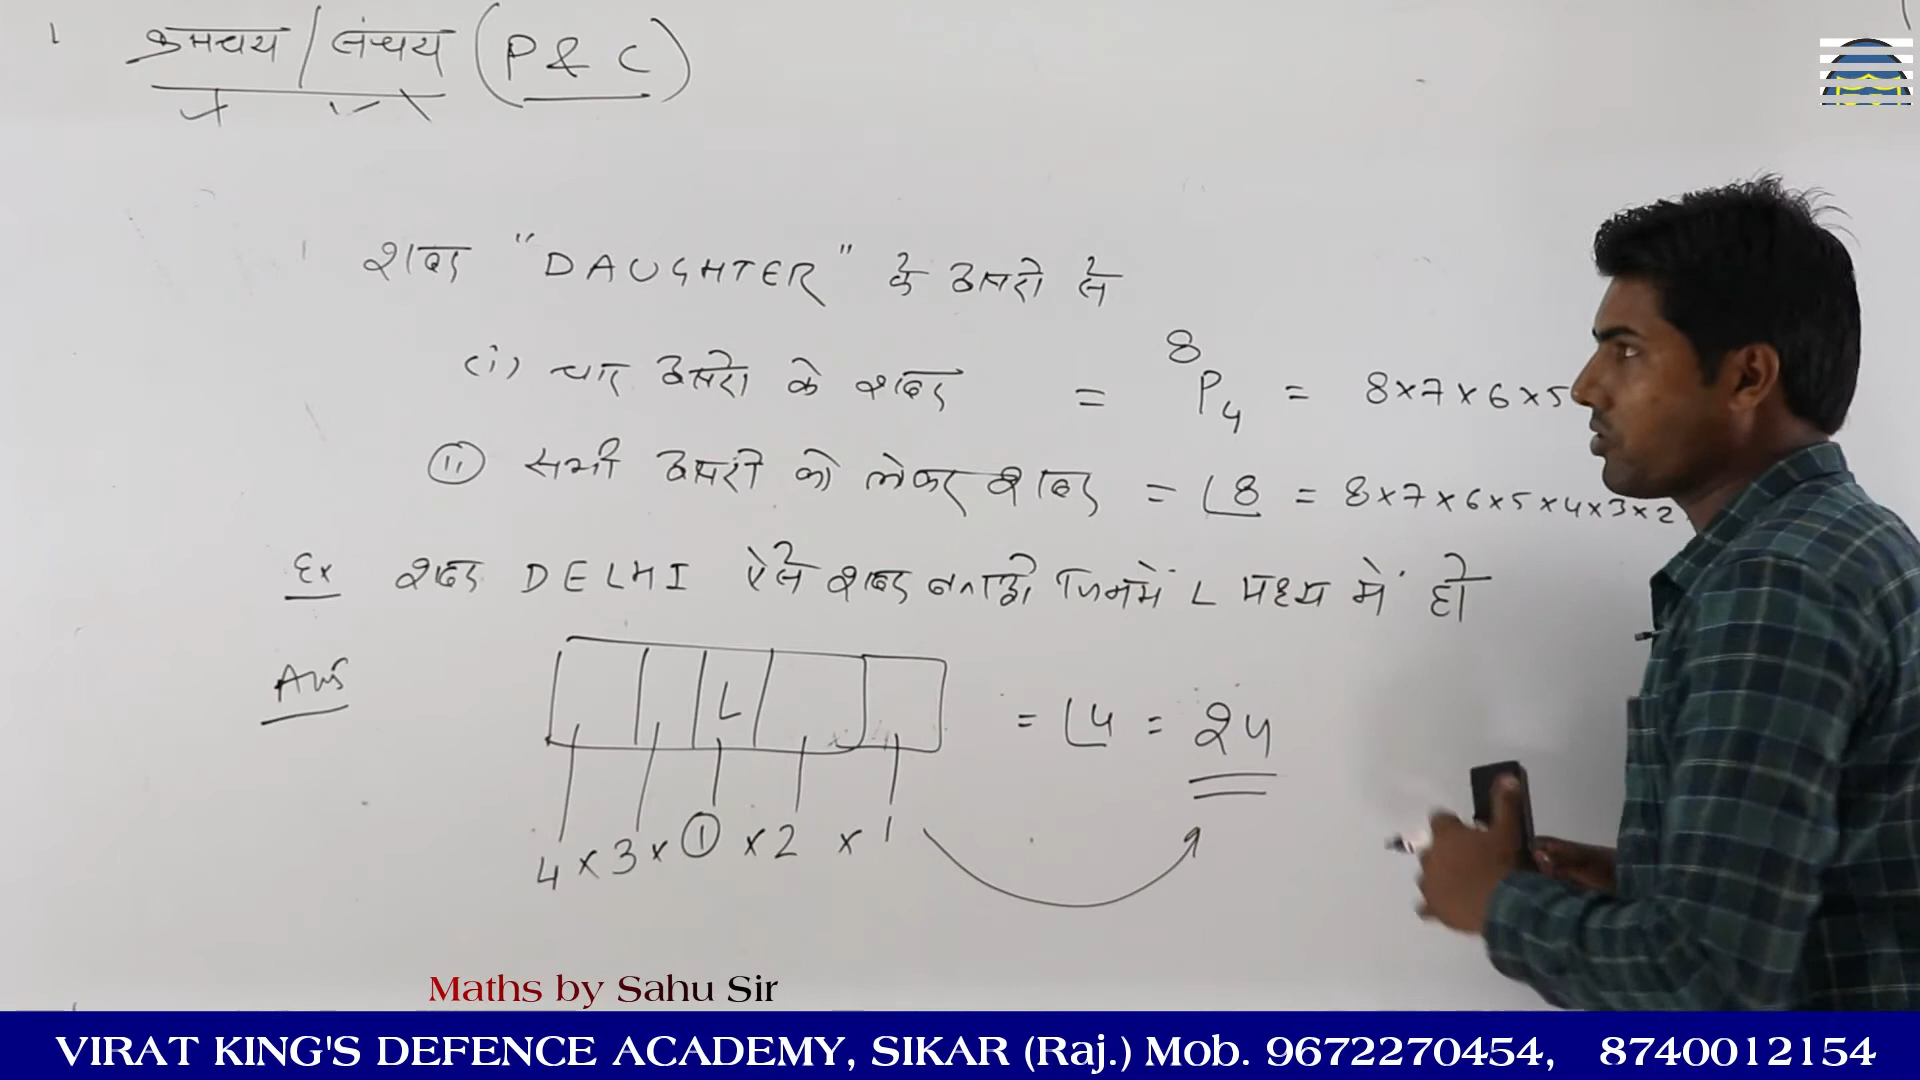 क्रमचय / संचय (P & C)
शब्द "DAUGHTER" के अक्षरो से
(i) चार अक्षरो के शब्द = ⁸P₄ = 8×7×6×5
(ii) सभी अक्षरो को लेकर शब्द = ⌊8 = 8×7×6×5×4×3×2
Ex शब्द DELHI ऐसे शब्द बनाओ जिनमें L मध्य में हो
Ans L = ⌊4 = 24
4 × 3 × ① × 2 × 1
Maths by Sahu Sir
VIRAT KING'S DEFENCE ACADEMY, SIKAR (Raj.) Mob. 9672270454, 8740012154